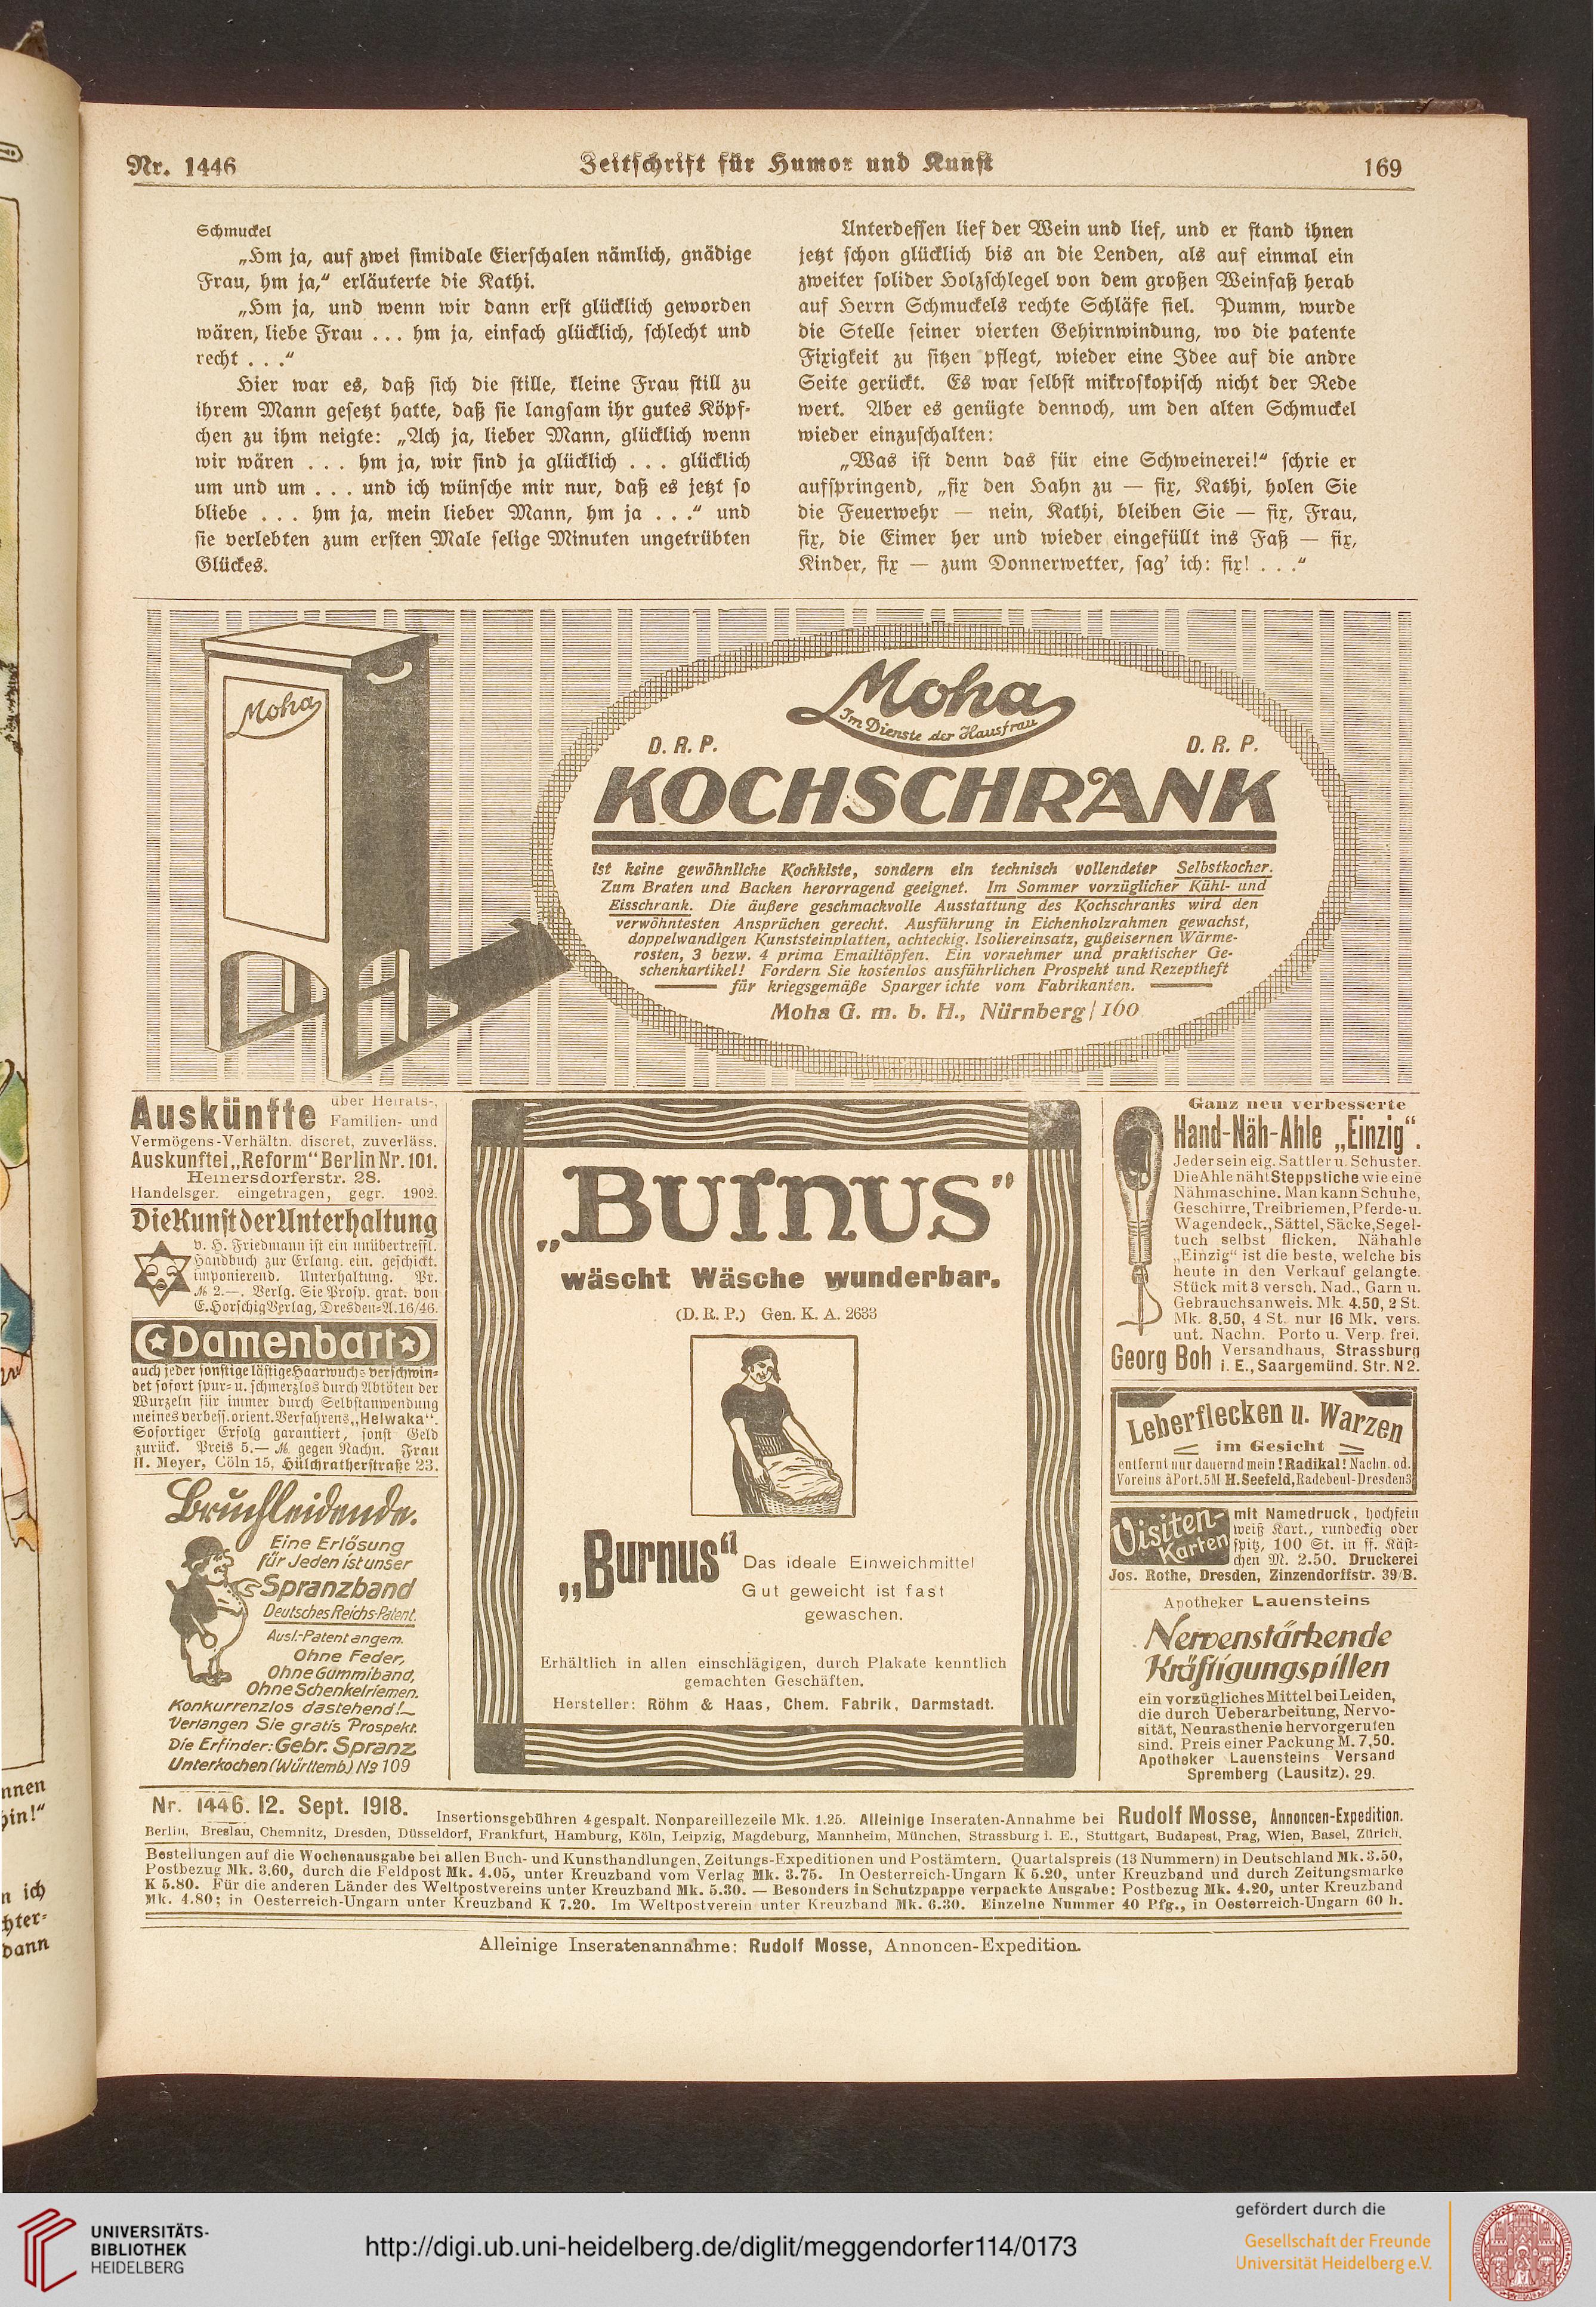 Nr. 1446
Zeitschrift für Humor und Kunst
169
Schmuckel
„Hm ja, auf zwei simidale Eierschalen nämlich, gnädige
Frau, hm ja,“ erläuterte die Kathi.
„Hm ja, und wenn wir dann erst glücklich geworden
wären, liebe Frau ... hm ja, einfach glücklich, schlecht und
recht ...“
Hier war es, daß sich die stille, kleine Frau still zu
ihrem Mann gesetzt hatte, daß sie langsam ihr gutes Köpf-
chen zu ihm neigte: „Ach ja, lieber Mann, glücklich wenn
wir wären ... hm ja, wir sind ja glücklich ... glücklich
um und um ... und ich wünsche mir nur, daß es jetzt so
bliebe ... hm ja, mein lieber Mann, hm ja ...“ und
sie verlebten zum ersten Male selige Minuten ungetrübten
Glückes.
Unterdessen lief der Wein und lief, und er stand ihnen
jetzt schon glücklich bis an die Lenden, als auf einmal ein
zweiter solider Holzschlegel von dem großen Weinfaß herab
auf Herrn Schmuckels rechte Schläfe fiel. Pumm, wurde
die Stelle seiner vierten Gehirnwindung, wo die patente
Fixigkeit zu sitzen pflegt, wieder eine Idee auf die andre
Seite gerückt. Es war selbst mikroskopisch nicht der Rede
wert. Aber es genügte dennoch, um den alten Schmuckel
wieder einzuschalten:
„Was ist denn das für eine Schweinerei!“ schrie er
aufspringend, „fix den Hahn zu — fix, Kathi, holen Sie
die Feuerwehr — nein, Kathi, bleiben Sie — fix, Frau,
fix, die Eimer her und wieder eingefüllt ins Faß — fix,
Kinder, fix — zum Donnerwetter, sag' ich: fix! ...“
Moha
Moha
Im Dienste der Hausfrau
D. R. P.
D. R. P.
KOCHSCHRANK
ist keine gewöhnliche Kochkiste, sondern ein technisch vollendeter Selbstkocher.
Zum Braten und Backen herorragend geeignet. Im Sommer vorzüglicher Kühl- und
Eisschrank. Die äußere geschmackvolle Ausstattung des Kochschranks wird den
verwöhntesten Ansprüchen gerecht. Ausführung in Eichenholzrahmen gewachst,
doppelwandigen Kunststeinplatten, achteckig. Isoliereinsatz, gußeisernen Wärme-
rosten, 3 bezw. 4 prima Emailtöpfen. Ein vornehmer und praktischer Ge-
schenkartikel! Fordern Sie kostenlos ausführlichen Prospekt und Rezeptheft
für kriegsgemäße Spargerichte vom Fabrikanten.
Moha G. m. b. H., Nürnberg / 160
Auskünfte über Heirats-,
Familien- und
Vermögens-Verhältn. discret, zuverläss.
Auskunftei „Reform“ Berlin Nr. 101.
Heinersdorferstr. 28.
Handelsger. eingetragen, gegr. 1902.
Die Kunst der Unterhaltung
v. H. Friedmann ist ein unübertreffl.
Handbuch zur Erlang. ein. geschickt.
imponierend. Unterhaltung. Pr.
ℳ 2.—. Verlg. Sie Prosp. grat. von
E. Horschig Verlag, Dresden-A.16/46.
Damenbart
auch jeder sonstige lästige Haarwuchs verschwin-
det sofort spur- u. schmerzlos durch Abtöten der
Wurzeln für immer durch Selbstanwendung
meines verbess. orient. Verfahrens „Helwaka“.
Sofortiger Erfolg garantiert, sonst Geld
zurück. Preis 5.— ℳ gegen Nachn. Frau
H. Meyer, Cöln 15, Hülchratherstraße 23.
Bruchleidende.
Eine Erlösung
für Jeden ist unser
Spranzband
Deutsches Reichs-Patent.
Ausl.-Patent angem.
Ohne Feder,
Ohne Gummiband,
Ohne Schenkelriemen.
Konkurrenzlos dastehend!
Verlangen Sie gratis Prospekt.
Die Erfinder: Gebr. Spranz
Unterkochen (Württemb.) No 109
„Burnus“
wäscht Wäsche wunderbar.
(D. R. P.) Gen. K. A. 2633
„Burnus“ Das ideale Einweichmittel
Gut geweicht ist fast
gewaschen.
Erhältlich in allen einschlägigen, durch Plakate kenntlich
gemachten Geschäften.
Hersteller: Röhm & Haas, Chem. Fabrik, Darmstadt.
Ganz neu verbesserte
Hand-Näh-Ahle „Einzig“.
Jeder sein eig. Sattler u. Schuster.
Die Ahle näht Steppstiche wie eine
Nähmaschine. Man kann Schuhe,
Geschirre, Treibriemen, Pferde- u.
Wagendeck., Sättel, Säcke, Segel-
tuch selbst flicken. Nähahle
„Einzig“ ist die beste, welche bis
heute in den Verkauf gelangte.
Stück mit 3 versch. Nad., Garn u.
Gebrauchsanweis. Mk. 4.50, 2 St.
Mk. 8.50, 4 St. nur 16 Mk. vers.
unt. Nachn. Porto u. Verp. frei.
Georg Boh Versandhaus, Strassburg
i. E., Saargemünd. Str. N 2.
Leberflecken u. Warzen
im Gesicht
entfernt nur dauernd mein !Radikal! Nachn. od.
Voreins à Port. 5M H. Seefeld, Radebeul-Dresden3
Visiten-
Karten
mit Namedruck, hochfein
weiß Kart., rundeckig oder
spitz, 100 St. in ff. Käst-
chen M. 2.50. Druckerei
Jos. Rothe, Dresden, Zinzendorffstr. 39/B.
Apotheker Lauensteins
Nervenstärkende
Kräftigungspillen
ein vorzügliches Mittel bei Leiden,
die durch Ueberarbeitung, Nervo-
sität, Neurasthenie hervorgerufen
sind. Preis einer Packung M. 7,50.
Apotheker Lauensteins Versand
Spremberg (Lausitz). 29.
Nr. 1446. 12. Sept. 1918. Insertionsgebühren 4 gespalt. Nonpareillezeile Mk. 1.25. Alleinige Inseraten-Annahme bei Rudolf Mosse, Annoncen-Expedition.
Berlin, Breslau, Chemnitz, Dresden, Düsseldorf, Frankfurt, Hamburg, Köln, Leipzig, Magdeburg, Mannheim, München, Strassburg i. E., Stuttgart, Budapest, Prag, Wien, Basel, Zürich.
Bestellungen auf die Wochenausgabe bei allen Buch- und Kunsthandlungen, Zeitungs-Expeditionen und Postämtern. Quartalspreis (13 Nummern) in Deutschland Mk. 3.50,
Postbezug Mk. 3.60, durch die Feldpost Mk. 4.05, unter Kreuzband vom Verlag Mk. 3.75. In Oesterreich-Ungarn K 5.20, unter Kreuzband und durch Zeitungsmarke
K 5.80. Für die anderen Länder des Weltpostvereins unter Kreuzband Mk. 5.30. — Besonders in Schutzpappe verpackte Ausgabe: Postbezug Mk. 4.20, unter Kreuzband
Mk. 4.80; in Oesterreich-Ungarn unter Kreuzband K 7.20. Im Weltpostverein unter Kreuzband Mk. 6.30. Einzelne Nummer 40 Pfg., in Oesterreich-Ungarn 60 h.
Alleinige Inseratenannahme: Rudolf Mosse, Annoncen-Expedition.
UNIVERSITÄTS-
BIBLIOTHEK
HEIDELBERG
http://digi.ub.uni-heidelberg.de/diglit/meggendorfer114/0173
gefördert durch die
Gesellschaft der Freunde
Universität Heidelberg e.V.